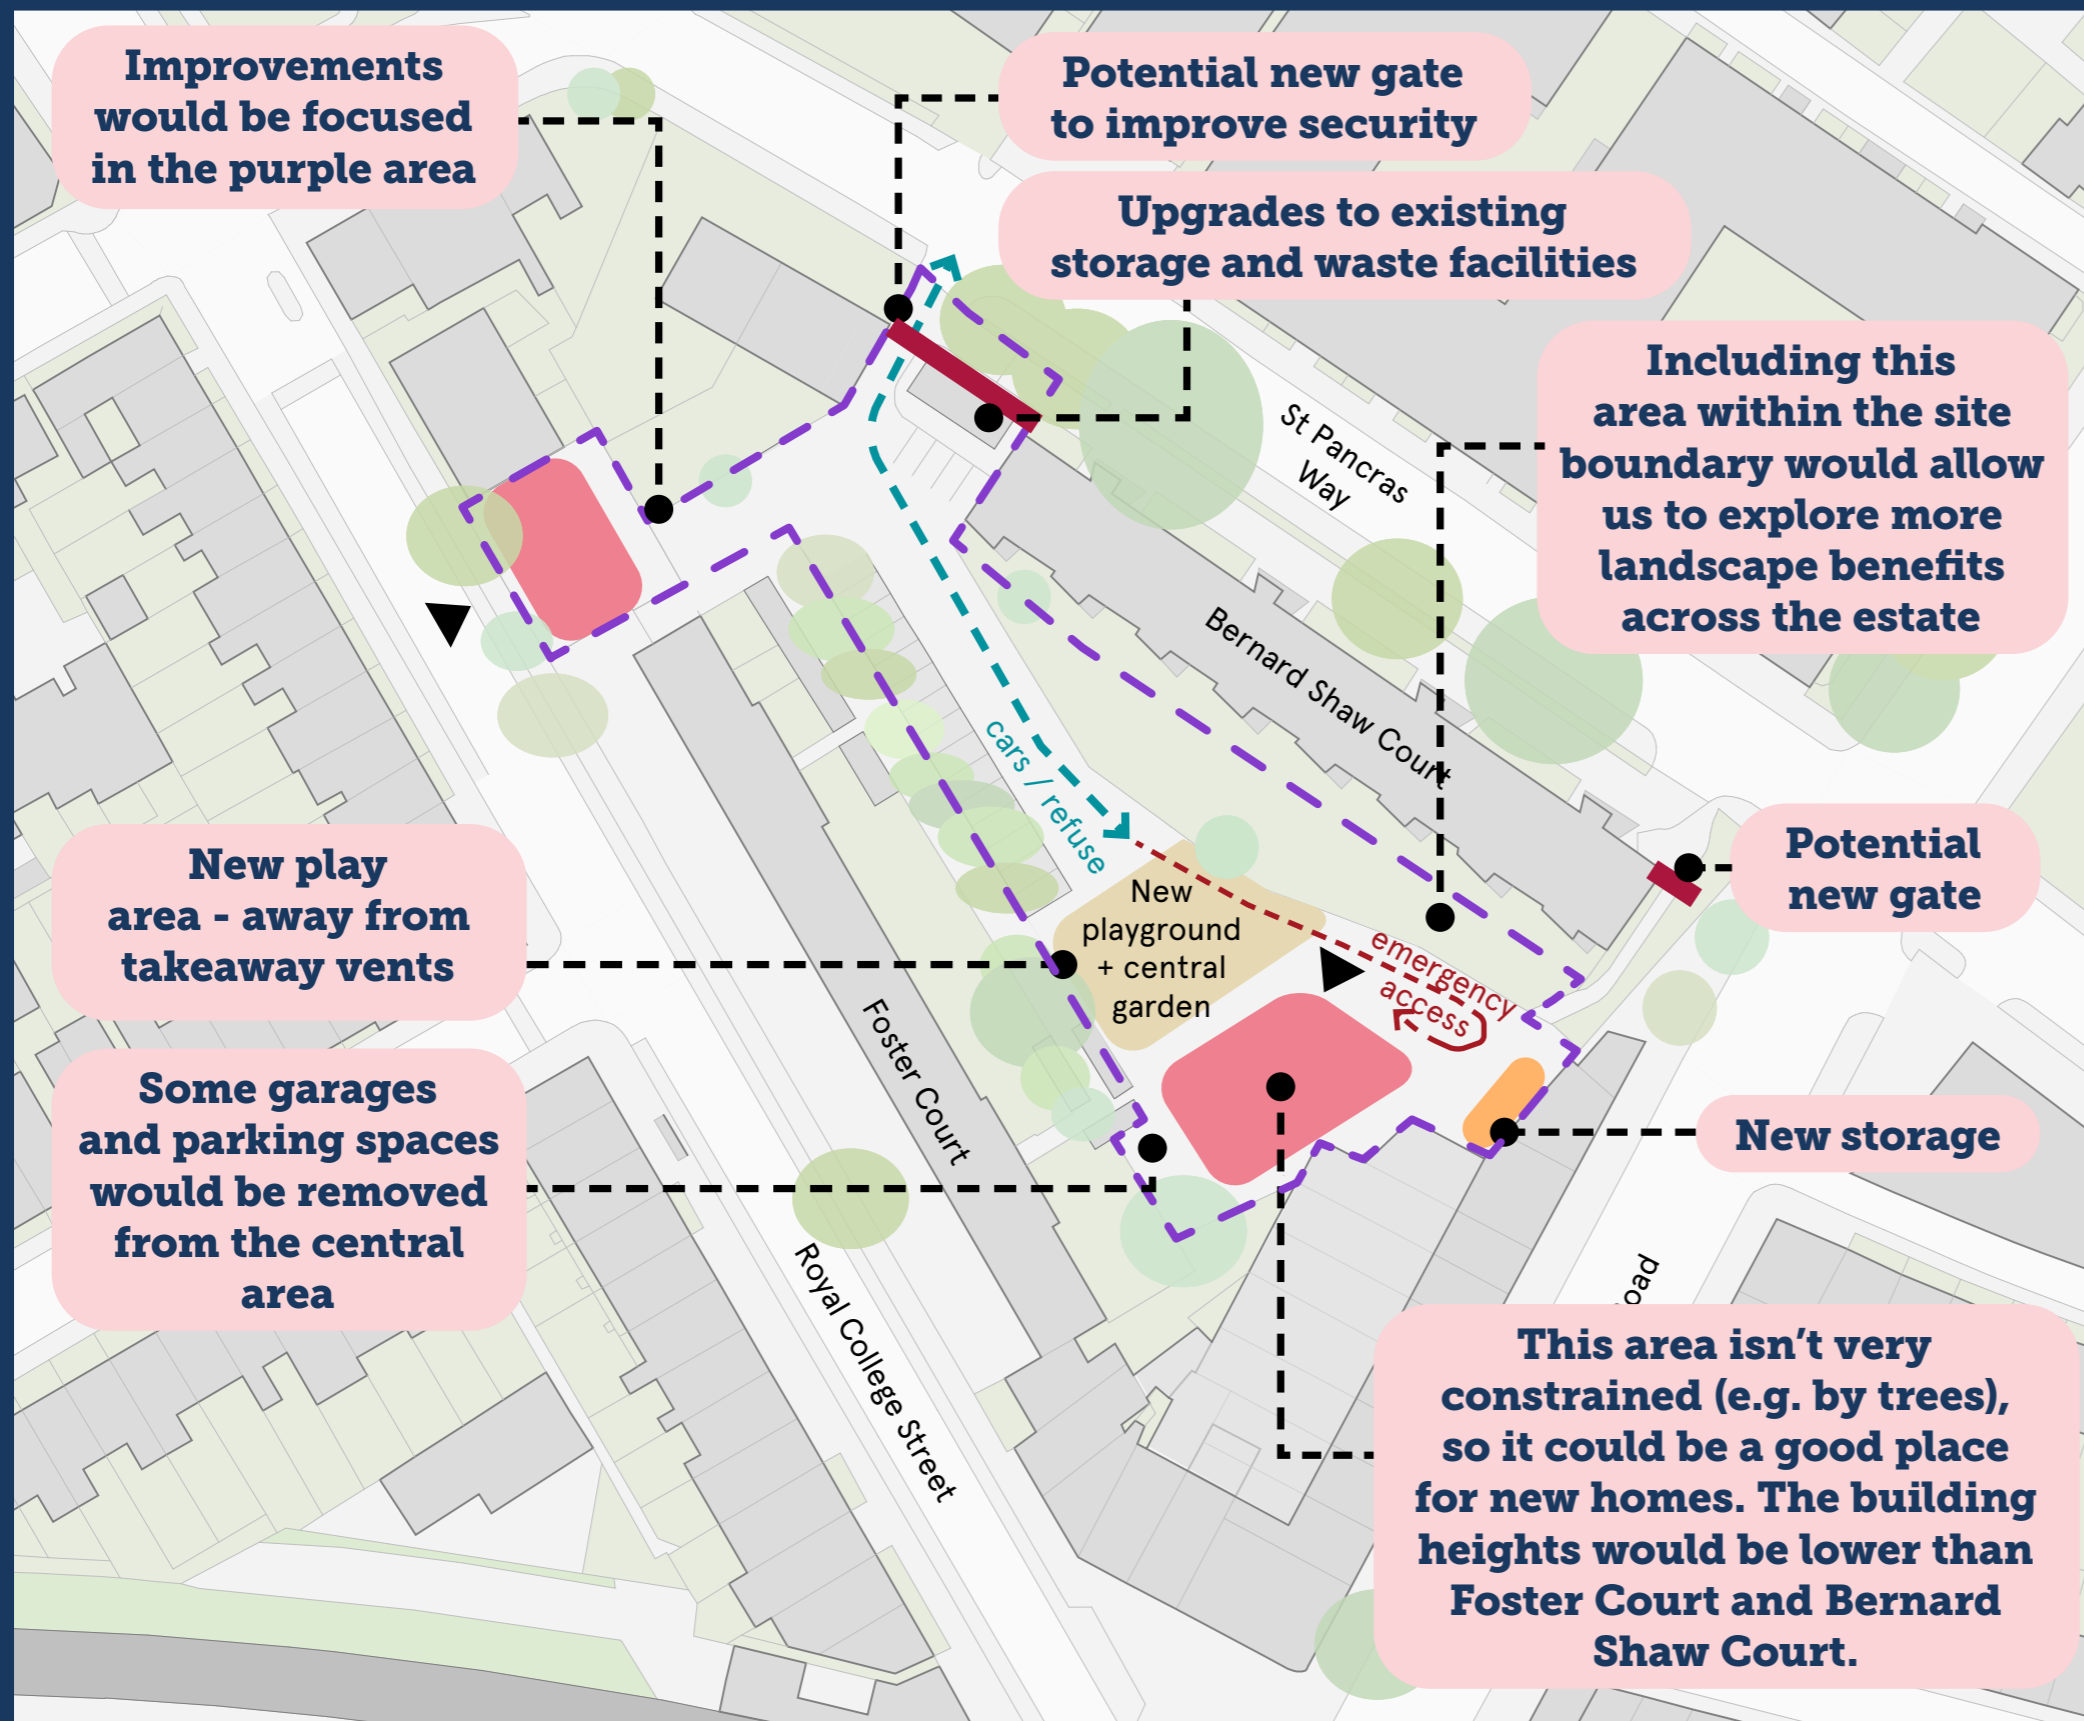 Improvements
would be focused
in the purple area
Potential new gate
to improve security
Upgrades to existing
storage and waste facilities
Including this
area within the site
boundary would allow
us to explore more
landscape benefits
across the estate
St Pancras
Way
Bernard Shaw Court
cars / refuse
New play
area - away from
takeaway vents
New
playground
+ central
garden
emergency
access
Potential
new gate
Foster Court
Some garages
and parking spaces
would be removed
from the central
area
New storage
Royal College Street
This area isn’t very
constrained (e.g. by trees),
so it could be a good place
for new homes. The building
heights would be lower than
Foster Court and Bernard
Shaw Court.